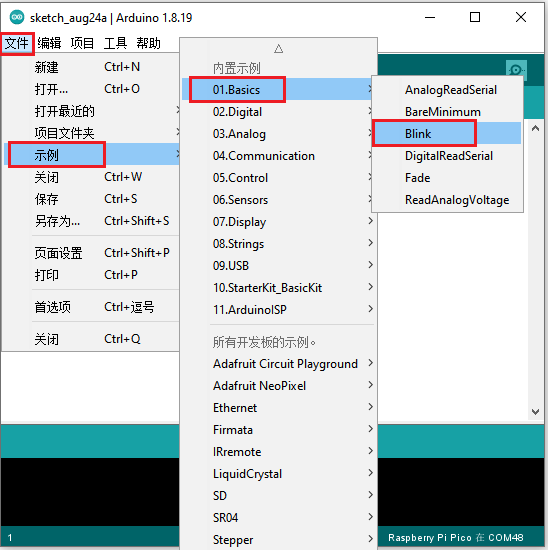 sketch_aug24a | Arduino 1.8.19
文件 编辑 项目 工具 帮助
新建 Ctrl+N
打开... Ctrl+O
打开最近的
项目文件夹
示例
关闭 Ctrl+W
保存 Ctrl+S
另存为... Ctrl+Shift+S
页面设置 Ctrl+Shift+P
打印 Ctrl+P
首选项 Ctrl+逗号
关闭 Ctrl+Q
内置示例
01.Basics
02.Digital
03.Analog
04.Communication
05.Control
06.Sensors
07.Display
08.Strings
09.USB
10.StarterKit_BasicKit
11.ArduinoISP
所有开发板的示例。
Adafruit Circuit Playground
Adafruit NeoPixel
Ethernet
Firmata
IRremote
LiquidCrystal
SD
SR04
Stepper
AnalogReadSerial
BareMinimum
Blink
DigitalReadSerial
Fade
ReadAnalogVoltage
1 Raspberry Pi Pico 在 COM48